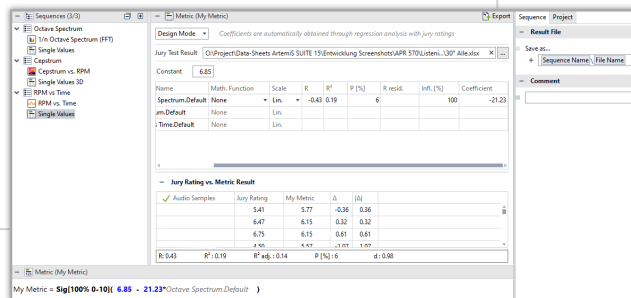 Sequences (3/3)
Octave Spectrum
1/n Octave Spectrum (FFT)
Single Values
Cepstrum
Cepstrum vs. RPM
Single Values 3D
RPM vs Time
RPM vs. Time
Single Values
Metric (My Metric)
Export
Design Mode
Coefficients are automatically obtained through regression analysis with jury ratings
Jury Test Result O:\Project\Data-Sheets ArtemiS SUITE 15\Entwicklung Screenshots\APR 570\Listeni...\30° Alle.xlsx X ...
Constant 6.85
Name Math. Function Scale R R² P [%] R resid. Infl. [%] Coefficient
Spectrum.Default None Lin. -0.43 0.19 6 100 -21.23
um.Default None Lin.
Time.Default None Lin.
Jury Rating vs. Metric Result
Audio Samples Jury Rating My Metric Δ |Δ|
5.41 5.77 -0.36 0.36
6.47 6.15 0.32 0.32
6.75 6.15 0.61 0.61
4.50 5.57 -1.07 1.07
R: 0.43 R² : 0.19 R² adj. : 0.14 P [%] : 6 d : 0.98
Metric (My Metric)
My Metric = Sig[100% 0-10]( 6.85 - 21.23*Octave Spectrum.Default )
Sequence Project
Result File
Save as...
+ Sequence Name \ File Name
Comment